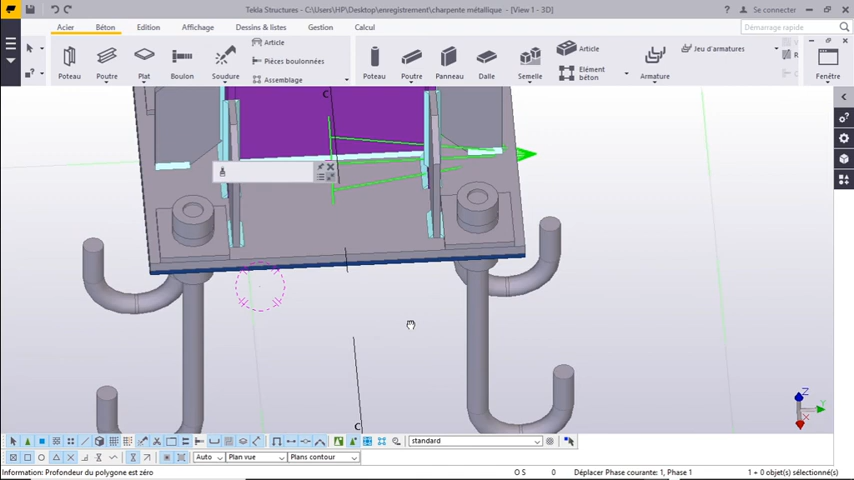 Tekla Structures - C:\Users\HP\Desktop\enregistrement\charpente métallique - [View 1 - 3D]
Se connecter
Acier
Béton
Edition
Affichage
Dessins & listes
Gestion
Calcul
Démarrage rapide
Poteau
Poutre
Plat
Boulon
Soudure
Article
Pièces boulonnées
Assemblage
Poteau
Poutre
Panneau
Dalle
Semelle
Article
Elément
béton
Armature
Jeu d'armatures
Fenêtre
C
C
Z
Y
standard
Auto
Plan vue
Plans contour
Information: Profondeur du polygone est zéro
O S
0
Déplacer Phase courante: 1, Phase 1
1 + 0 objet(s) sélectionné(s)